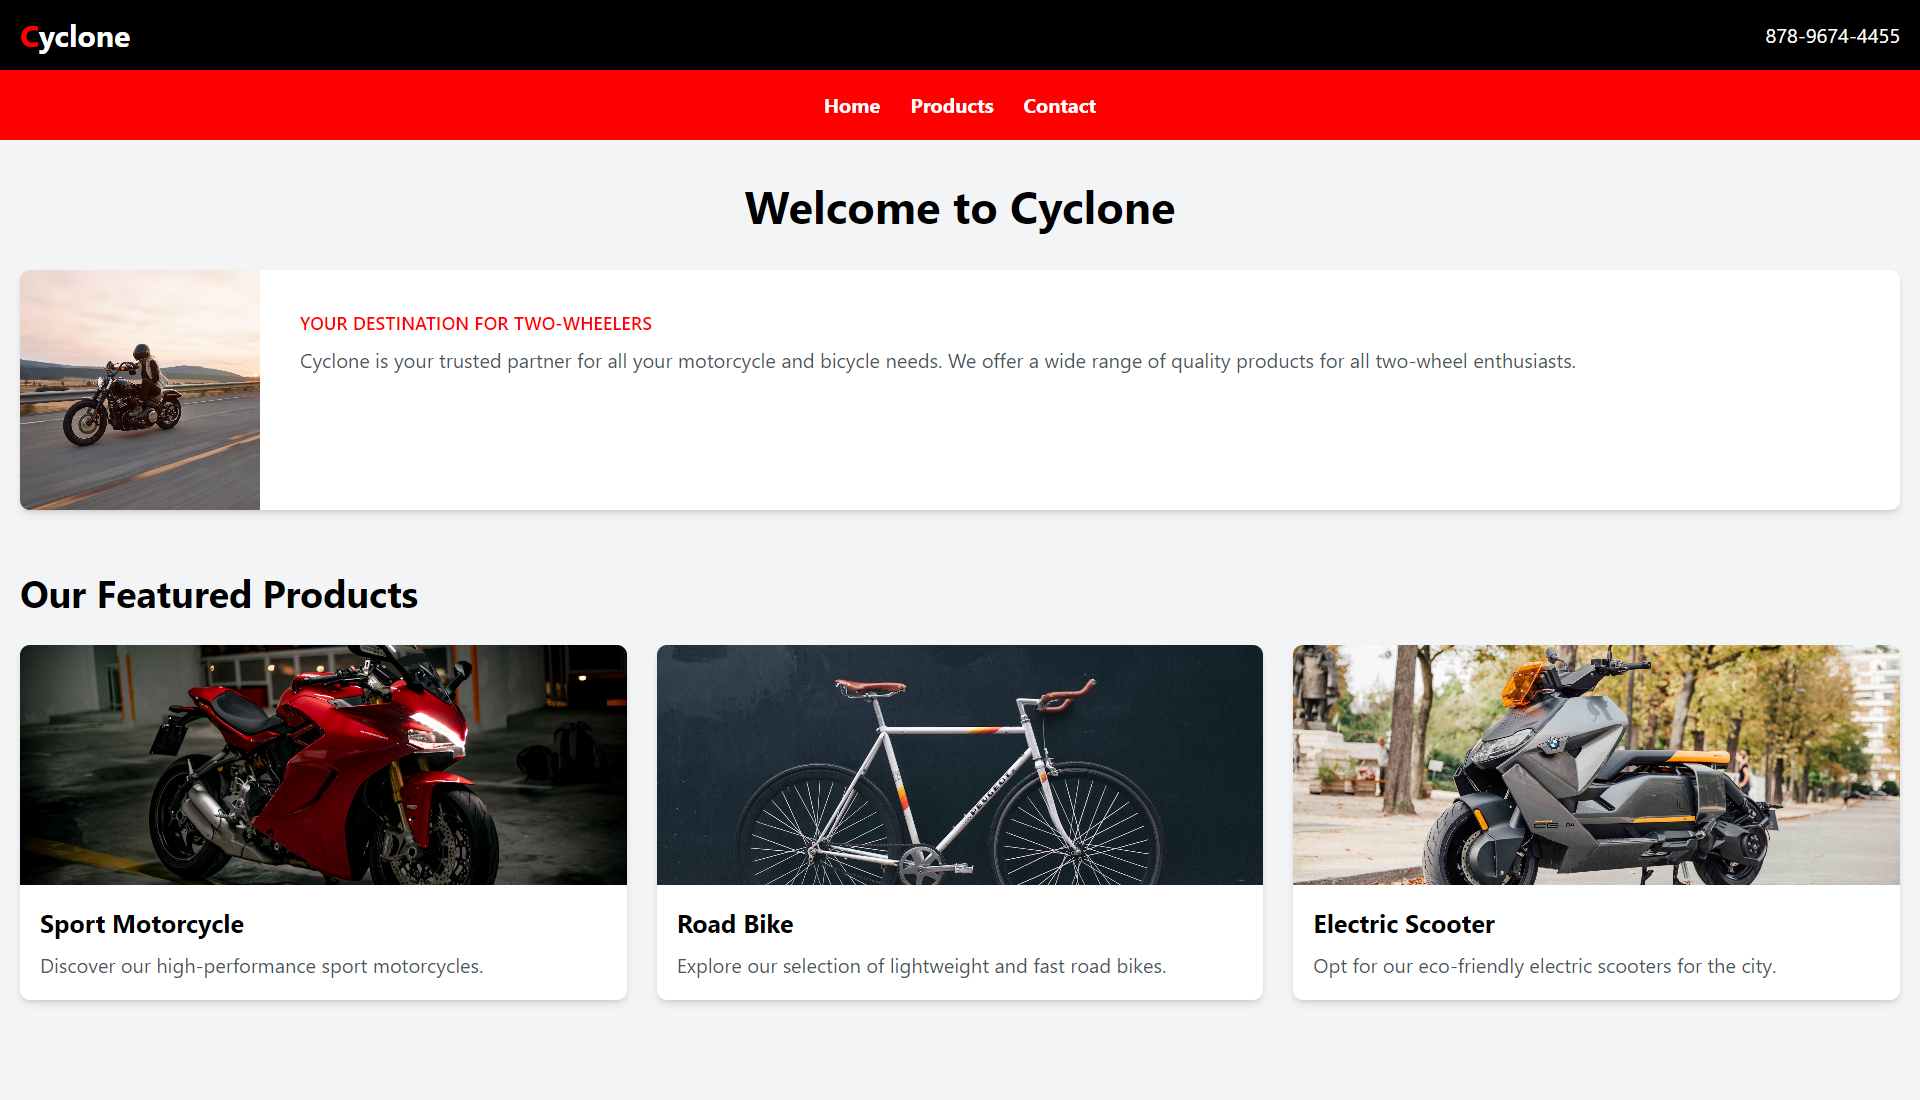 Cyclone
878-9674-4455
Home Products Contact
Welcome to Cyclone
YOUR DESTINATION FOR TWO-WHEELERS
Cyclone is your trusted partner for all your motorcycle and bicycle needs. We offer a wide range of quality products for all two-wheel enthusiasts.
Our Featured Products
PEUGEOT
Sport Motorcycle
Discover our high-performance sport motorcycles.
Road Bike
Explore our selection of lightweight and fast road bikes.
Electric Scooter
Opt for our eco-friendly electric scooters for the city.